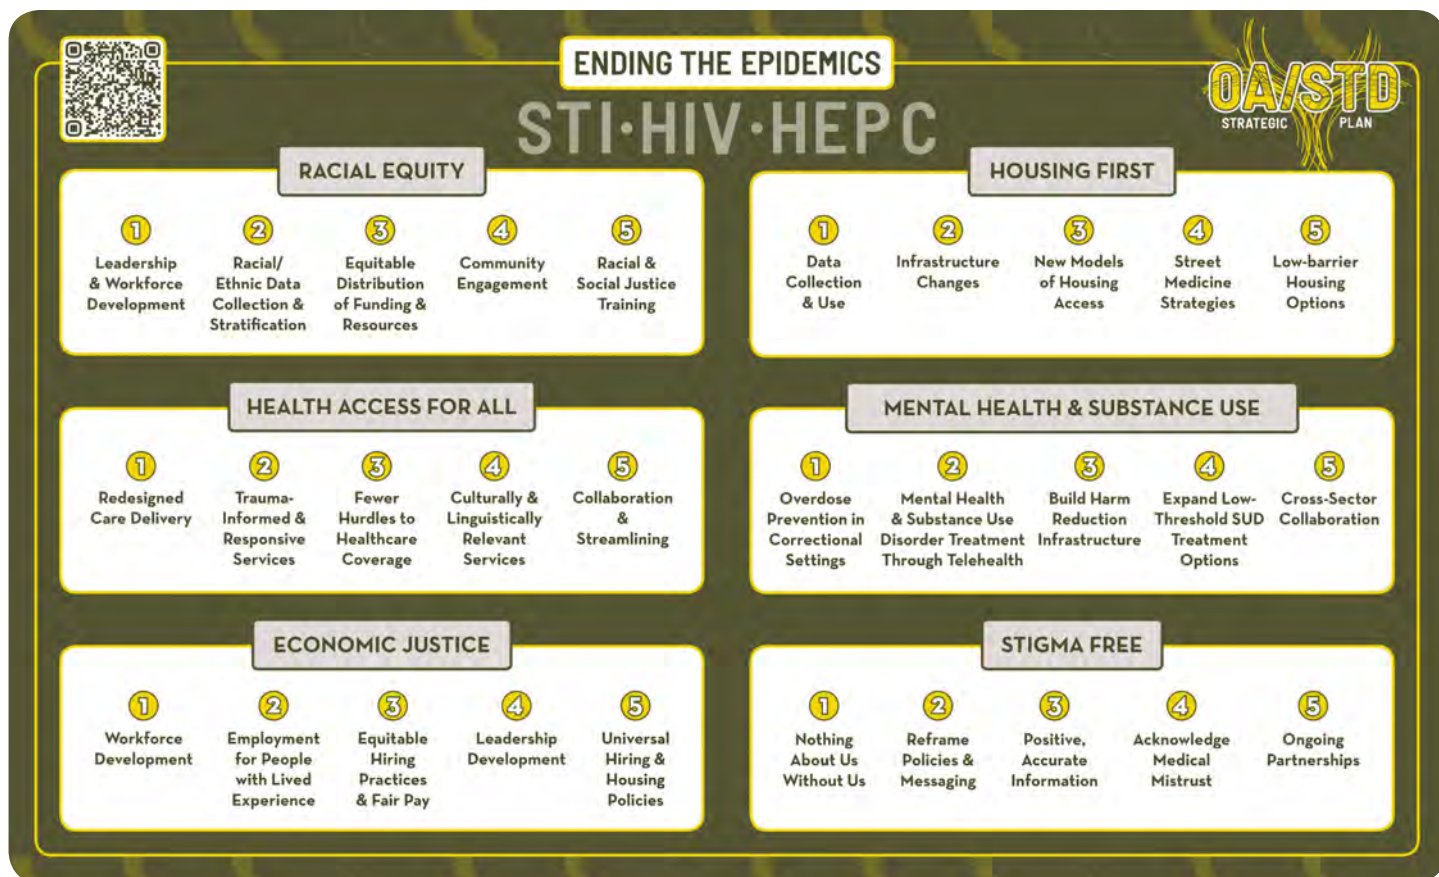 ENDING THE EPIDEMICS
STI·HIV·HEPC
OA/STD
STRATEGIC PLAN
RACIAL EQUITY
1
Leadership
& Workforce
Development
2
Racial/
Ethnic Data
Collection &
Stratification
3
Equitable
Distribution
of Funding &
Resources
4
Community
Engagement
5
Racial &
Social Justice
Training
HOUSING FIRST
1
Data
Collection
& Use
2
Infrastructure
Changes
3
New Models
of Housing
Access
4
Street
Medicine
Strategies
5
Low-barrier
Housing
Options
HEALTH ACCESS FOR ALL
1
Redesigned
Care Delivery
2
Trauma-
Informed &
Responsive
Services
3
Fewer
Hurdles to
Healthcare
Coverage
4
Culturally &
Linguistically
Relevant
Services
5
Collaboration
&
Streamlining
MENTAL HEALTH & SUBSTANCE USE
1
Overdose
Prevention in
Correctional
Settings
2
Mental Health
& Substance Use
Disorder Treatment
Through Telehealth
3
Build Harm
Reduction
Infrastructure
4
Expand Low-
Threshold SUD
Treatment
Options
5
Cross-Sector
Collaboration
ECONOMIC JUSTICE
1
Workforce
Development
2
Employment
for People
with Lived
Experience
3
Equitable
Hiring
Practices
& Fair Pay
4
Leadership
Development
5
Universal
Hiring &
Housing
Policies
STIGMA FREE
1
Nothing
About Us
Without Us
2
Reframe
Policies &
Messaging
3
Positive,
Accurate
Information
4
Acknowledge
Medical
Mistrust
5
Ongoing
Partnerships